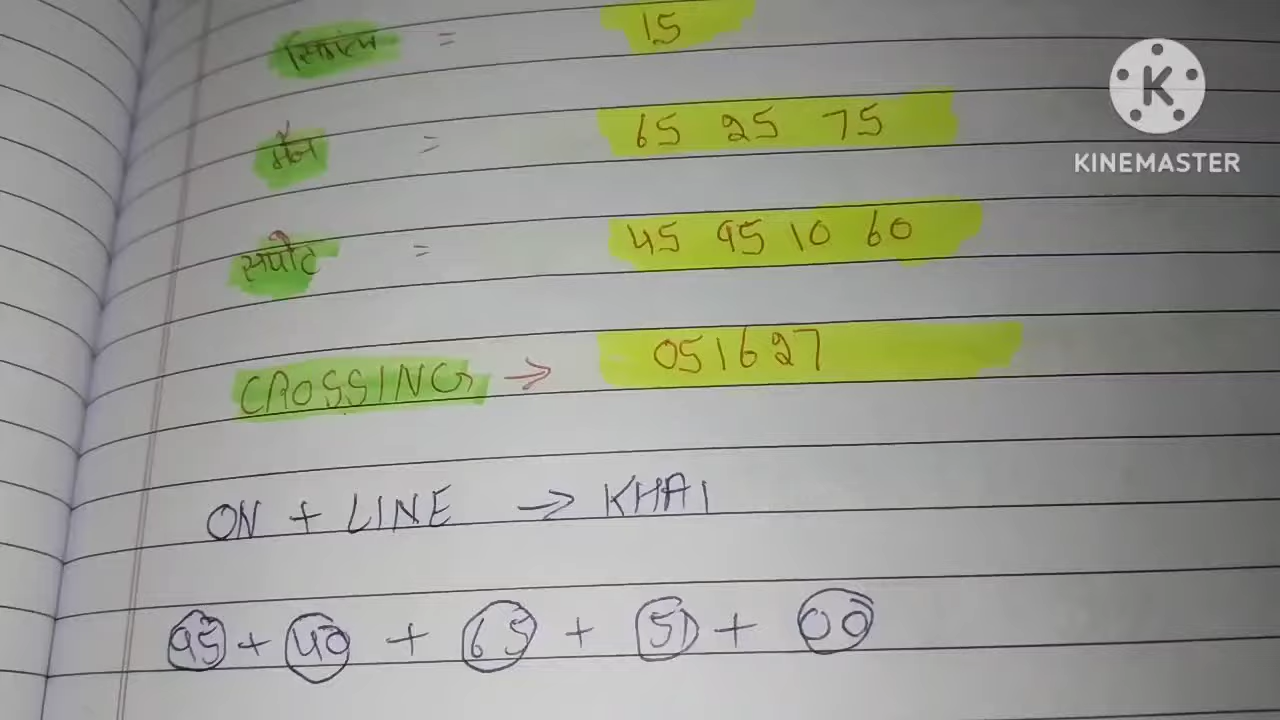 सिंगल = 15
मैन = 65 25 75
सपोट = 45 95 10 60
CROSSING → 051627
ON + LINE → KHAI
95 + 40 + 65 + 51 + 00
KINEMASTER